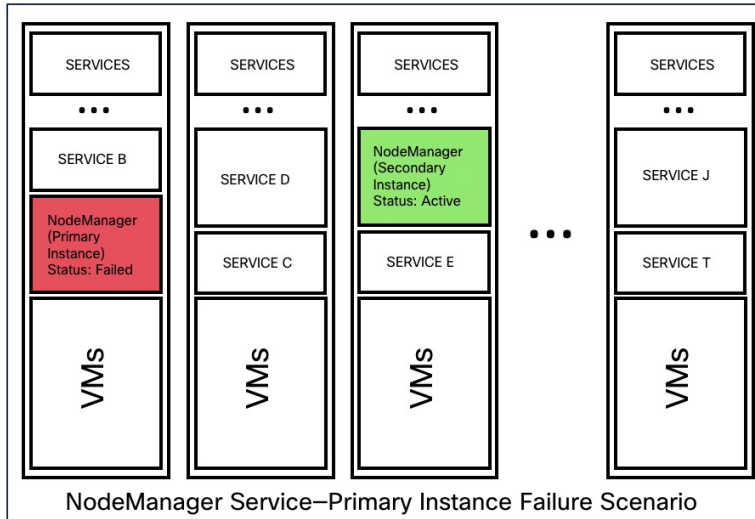 SERVICES
...
SERVICE B
NodeManager
(Primary
Instance)
Status: Failed
VMs
SERVICES
...
SERVICE D
SERVICE C
VMs
SERVICES
...
NodeManager
(Secondary
Instance)
Status: Active
SERVICE E
VMs
...
SERVICES
...
SERVICE J
SERVICE T
VMs
NodeManager Service–Primary Instance Failure Scenario